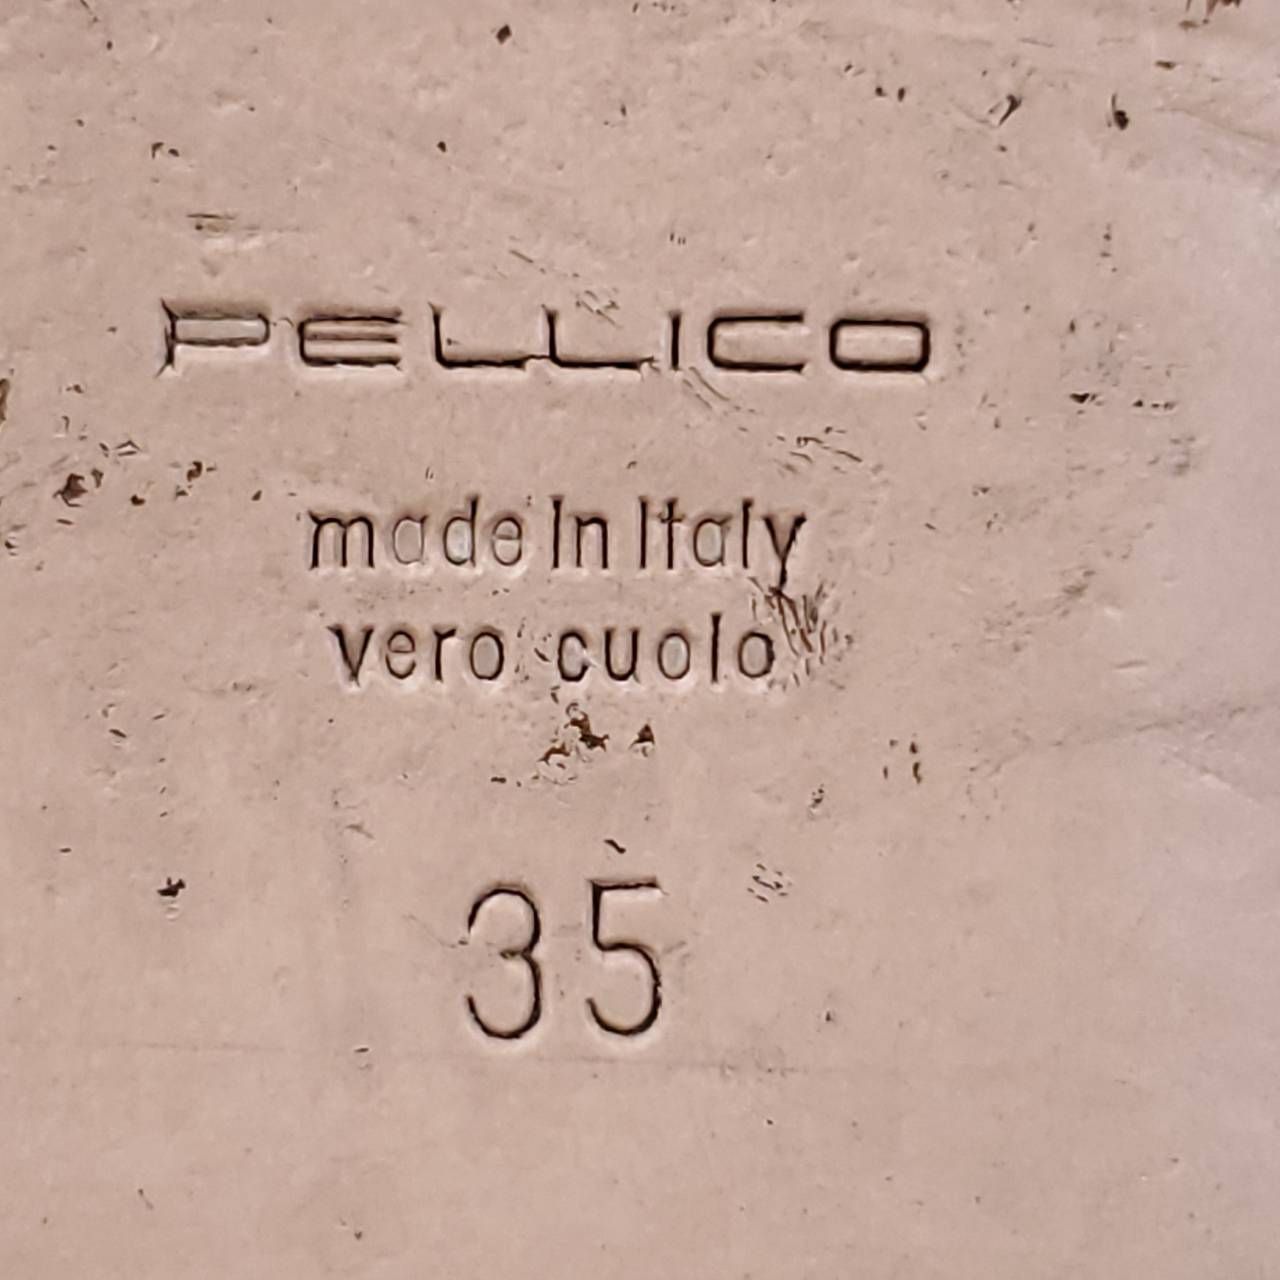 PELLICO
made in Italy
vero cuoio
35